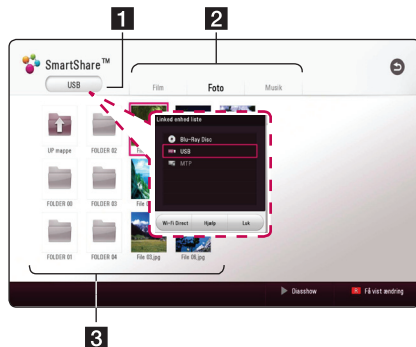 1
2
SmartShare™
USB
Film
Foto
Musik
Linked enhed liste
Blu-Ray Disc
USB
MTP
Wi-Fi Direct
Hjælp
Luk
UP mappe
FOLDER 02
FOLDER 00
FOLDER 03
FOLDER 01
FOLDER 04
File 03.jpg
File 06.jpg
Diasshow
Få vist ændring
3